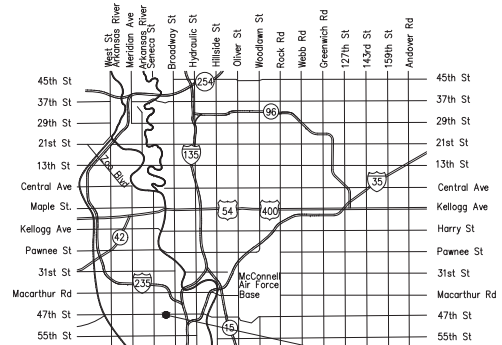 West St
Arkansas River
Meridian Ave
Arkansas River
Seneca St
Broadway St
Hydraulic St
Hillside St
Oliver St
Woodlawn St
Rock Rd
Webb Rd
Greenwich Rd
127th St
143rd St
159th St
Andover Rd
45th St
37th St
29th St
21st St
13th St
Central Ave
Maple St.
Kellogg Ave
Pawnee St
31st St
Macarthur Rd
47th St
55th St
45th St
37th St
29th St
21st St
13th St
Central Ave
Kellogg Ave
Harry St
Pawnee St
31st St
Macarthur Rd
47th St
55th St
254
96
135
Zoo Blvd
35
54
400
42
235
McConnell
Air Force
Base
15